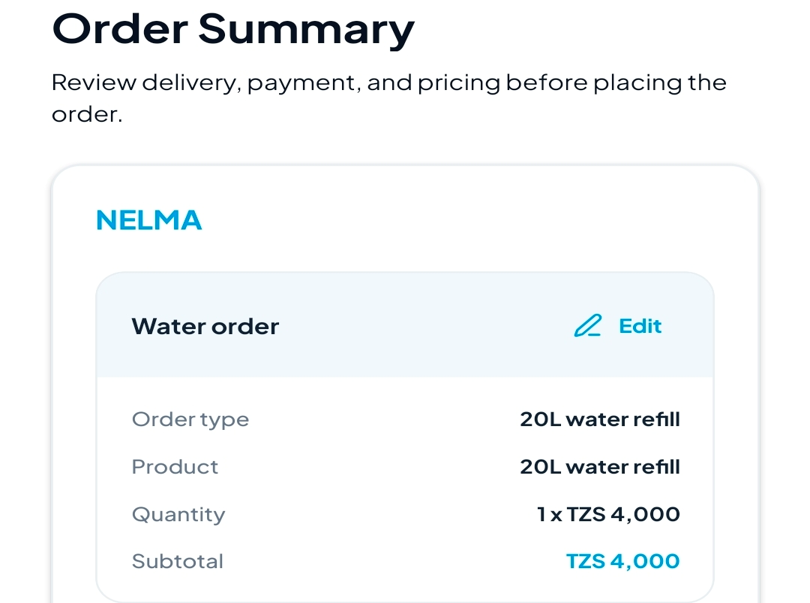 Order Summary
Review delivery, payment, and pricing before placing the
order.
NELMA
Water order
Edit
Order type
20L water refill
Product
20L water refill
Quantity
1 x TZS 4,000
Subtotal
TZS 4,000